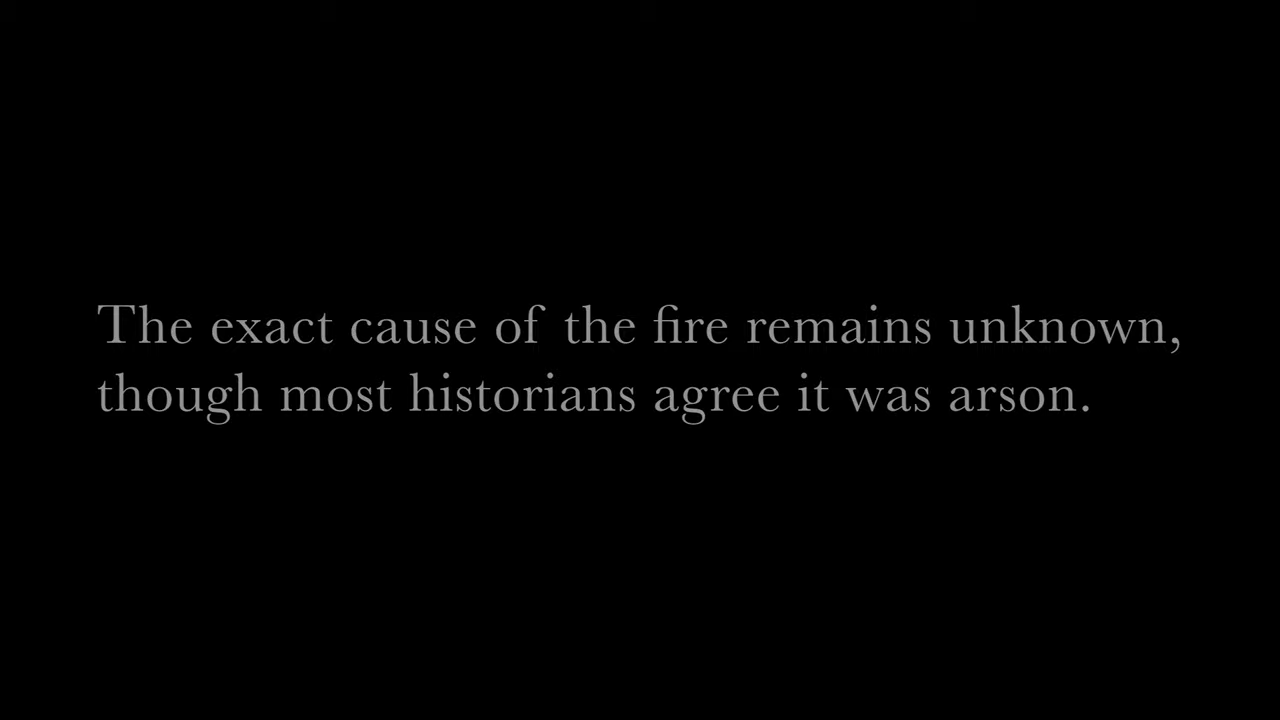 The exact cause of the fire remains unknown,
though most historians agree it was arson.